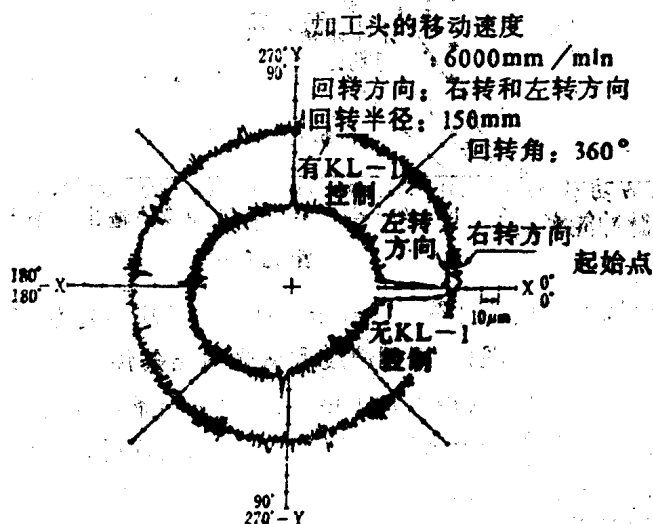 加工头的移动速度
:6000mm/min
回转方向:右转和左转方向
回转半径:150mm
回转角:360°
270° Y
90°
有KL-1
控制
左转
方向
右转方向
起始点
180°
180° - X
X 0°
0°
10μm
无KL-1
控制
90°
270° - Y